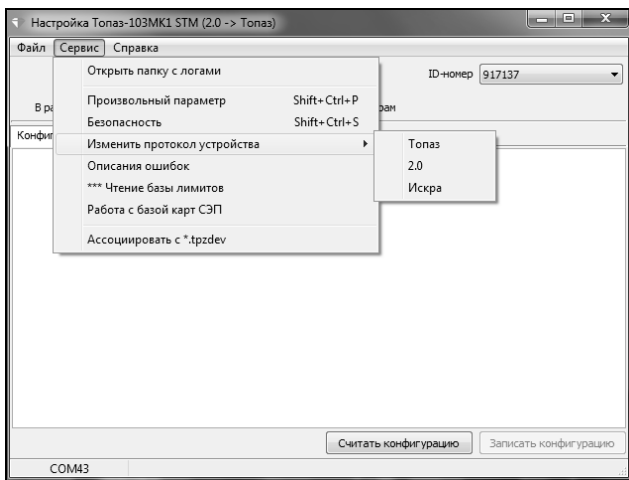 Настройка Топаз-103МК1 STM (2.0 -> Топаз)
Файл Сервис Справка
Открыть папку с логами
ID-номер 917137
Произвольный параметр Shift+Ctrl+P
Безопасность Shift+Ctrl+S
Изменить протокол устройства
Топаз
Описания ошибок
2.0
*** Чтение базы лимитов
Искра
Работа с базой карт СЭП
Ассоциировать с *.tpzdev
Считать конфигурацию Записать конфигурацию
COM43